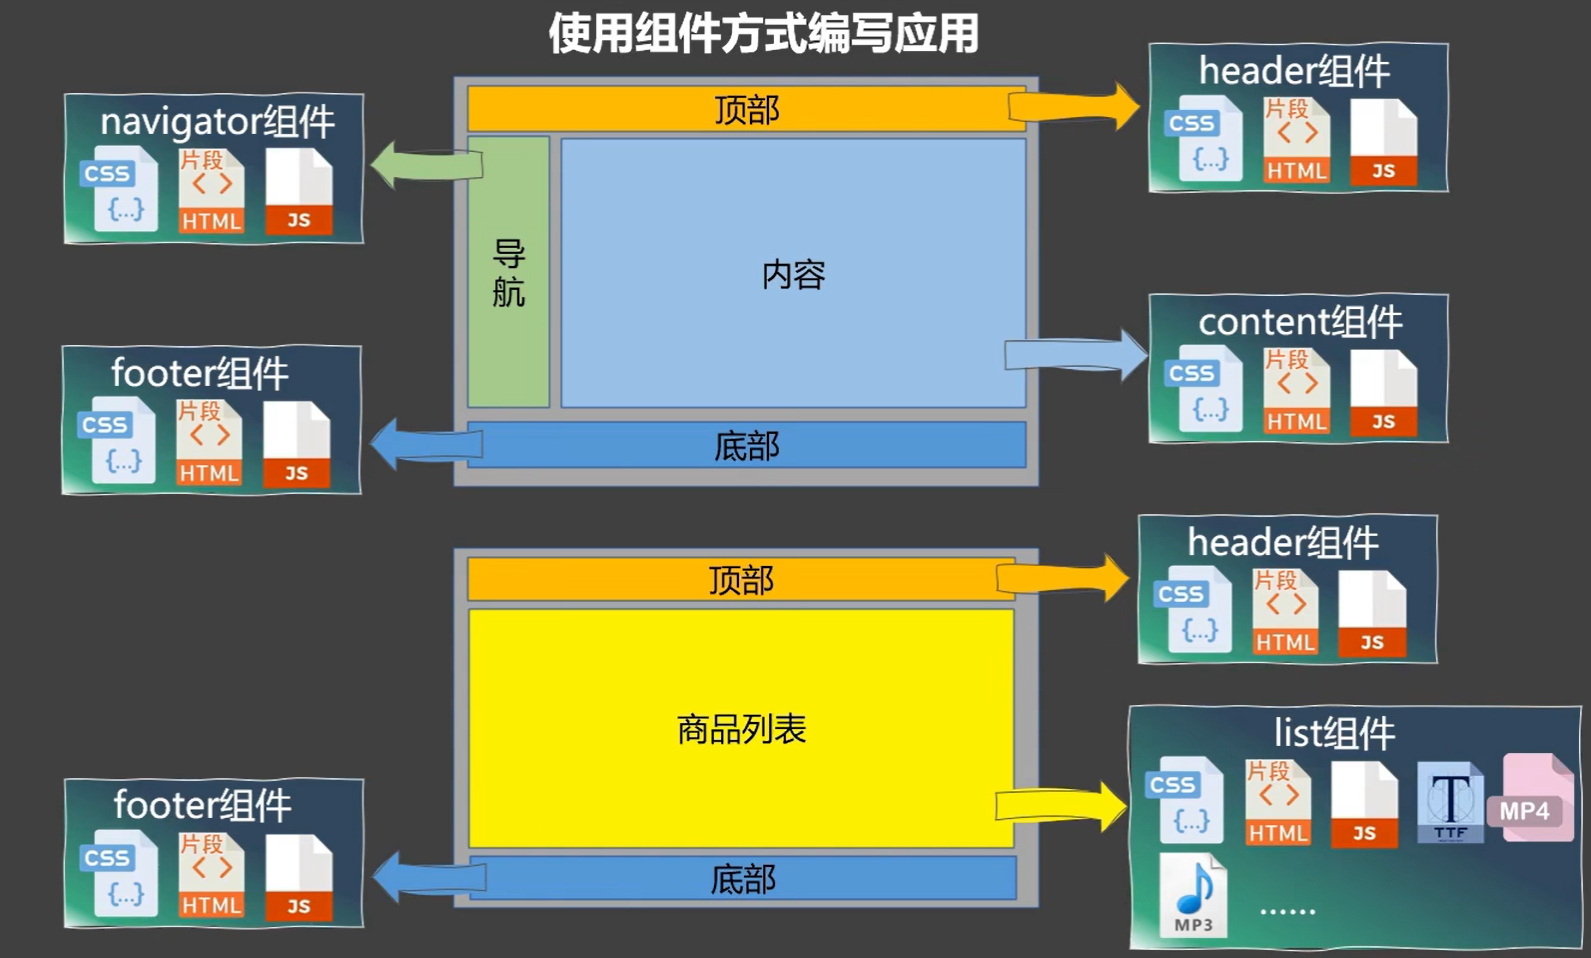 使用组件方式编写应用
navigator组件
CSS
{...}
片段
< >
HTML
JS
顶部
导
航
内容
底部
header组件
CSS
{...}
片段
< >
HTML
JS
footer组件
CSS
{...}
片段
< >
HTML
JS
content组件
CSS
{...}
片段
< >
HTML
JS
顶部
商品列表
底部
header组件
CSS
{...}
片段
< >
HTML
JS
footer组件
CSS
{...}
片段
< >
HTML
JS
list组件
CSS
{...}
片段
< >
HTML
JS
T
TTF
MP4
MP3
......